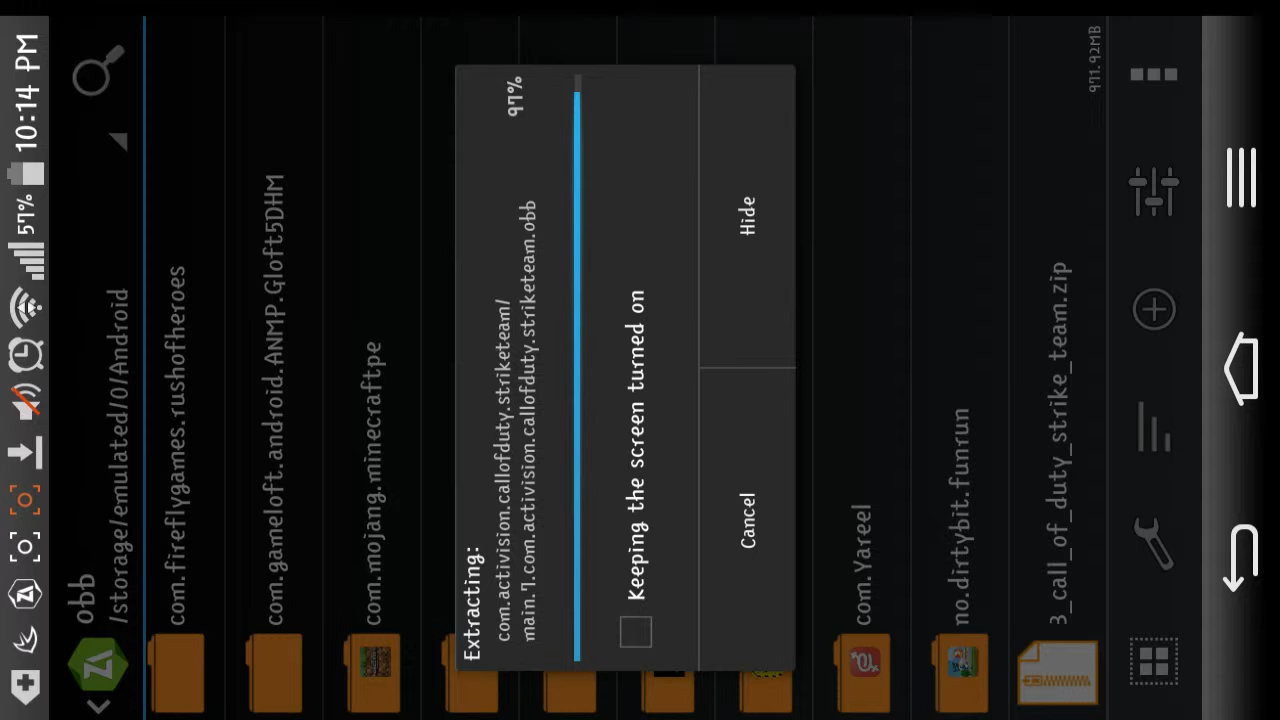 57% 10:14 PM
obb
/storage/emulated/0/Android
com.fireflygames.rushofheroes
com.gameloft.android.ANMP.Gloft5DHM
com.mojang.minecraftpe
Extracting:
com.activision.callofduty.striketeam/
main.7.com.activision.callofduty.striketeam.obb
97%
Keeping the screen turned on
Cancel
Hide
com.Yareel
no.dirtybit.funrun
3_call_of_duty_strike_team.zip
971.92MB